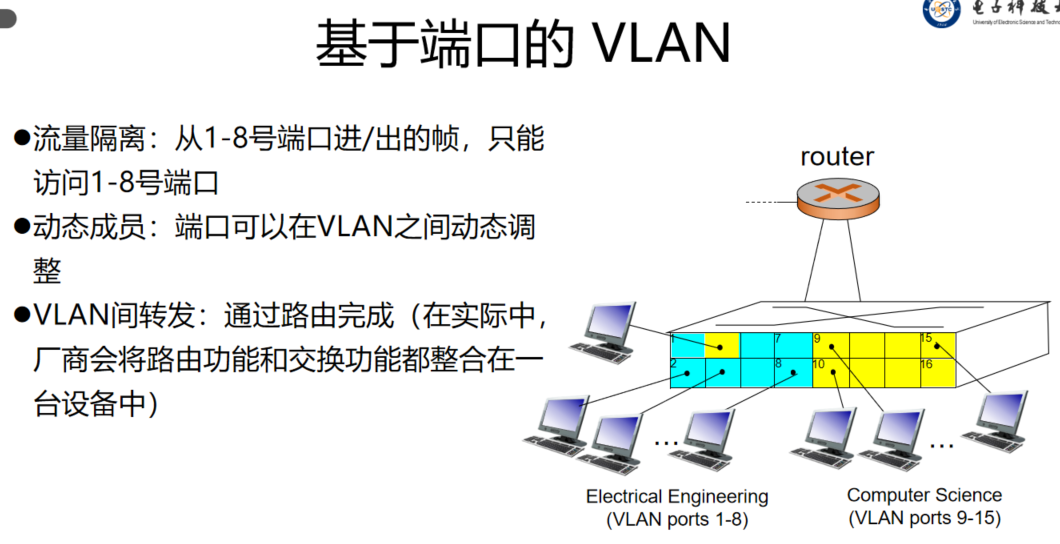 电子科技
University of Electronic Science and Techno
基于端口的 VLAN
●流量隔离：从1-8号端口进/出的帧，只能
访问1-8号端口
●动态成员：端口可以在VLAN之间动态调
整
●VLAN间转发：通过路由完成（在实际中，
厂商会将路由功能和交换功能都整合在一
台设备中）
router
1 7 9 15
2 8 10 16
...
...
Electrical Engineering
(VLAN ports 1-8)
Computer Science
(VLAN ports 9-15)